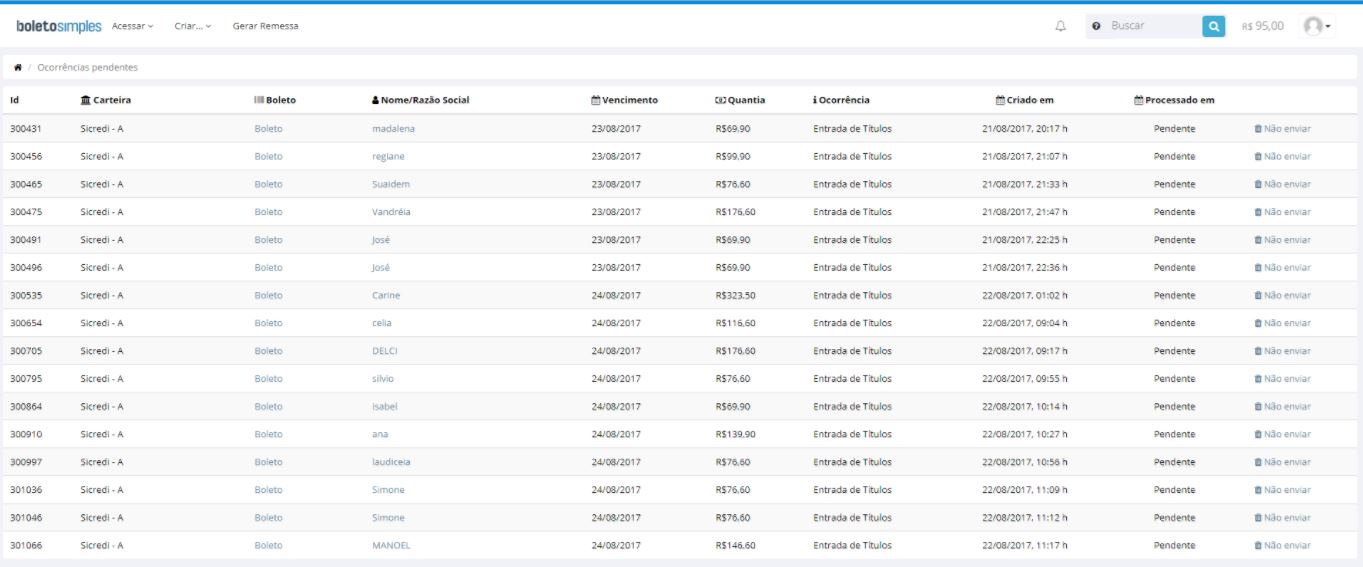 boletosimples Acessar Criar... Gerar Remessa Buscar R$ 95,00
/ Ocorrências pendentes
Id Carteira Boleto Nome/Razão Social Vencimento Quantia Ocorrência Criado em Processado em
300431 Sicredi - A Boleto madalena 23/08/2017 R$69,90 Entrada de Títulos 21/08/2017, 20:17 h Pendente Não enviar
300456 Sicredi - A Boleto regiane 23/08/2017 R$99,90 Entrada de Títulos 21/08/2017, 21:07 h Pendente Não enviar
300465 Sicredi - A Boleto Suaidem 23/08/2017 R$76,60 Entrada de Títulos 21/08/2017, 21:33 h Pendente Não enviar
300475 Sicredi - A Boleto Vandréia 23/08/2017 R$176,60 Entrada de Títulos 21/08/2017, 21:47 h Pendente Não enviar
300491 Sicredi - A Boleto José 23/08/2017 R$69,90 Entrada de Títulos 21/08/2017, 22:25 h Pendente Não enviar
300496 Sicredi - A Boleto José 23/08/2017 R$69,90 Entrada de Títulos 21/08/2017, 22:36 h Pendente Não enviar
300535 Sicredi - A Boleto Carine 24/08/2017 R$323,50 Entrada de Títulos 22/08/2017, 01:02 h Pendente Não enviar
300654 Sicredi - A Boleto celia 24/08/2017 R$116,60 Entrada de Títulos 22/08/2017, 09:04 h Pendente Não enviar
300705 Sicredi - A Boleto DELCI 24/08/2017 R$176,60 Entrada de Títulos 22/08/2017, 09:17 h Pendente Não enviar
300795 Sicredi - A Boleto silvio 24/08/2017 R$76,60 Entrada de Títulos 22/08/2017, 09:55 h Pendente Não enviar
300864 Sicredi - A Boleto Isabel 24/08/2017 R$69,90 Entrada de Títulos 22/08/2017, 10:14 h Pendente Não enviar
300910 Sicredi - A Boleto ana 24/08/2017 R$139,90 Entrada de Títulos 22/08/2017, 10:27 h Pendente Não enviar
300997 Sicredi - A Boleto laudiceia 24/08/2017 R$76,60 Entrada de Títulos 22/08/2017, 10:56 h Pendente Não enviar
301036 Sicredi - A Boleto Simone 24/08/2017 R$76,60 Entrada de Títulos 22/08/2017, 11:09 h Pendente Não enviar
301046 Sicredi - A Boleto Simone 24/08/2017 R$76,60 Entrada de Títulos 22/08/2017, 11:12 h Pendente Não enviar
301066 Sicredi - A Boleto MANOEL 24/08/2017 R$146,60 Entrada de Títulos 22/08/2017, 11:17 h Pendente Não enviar